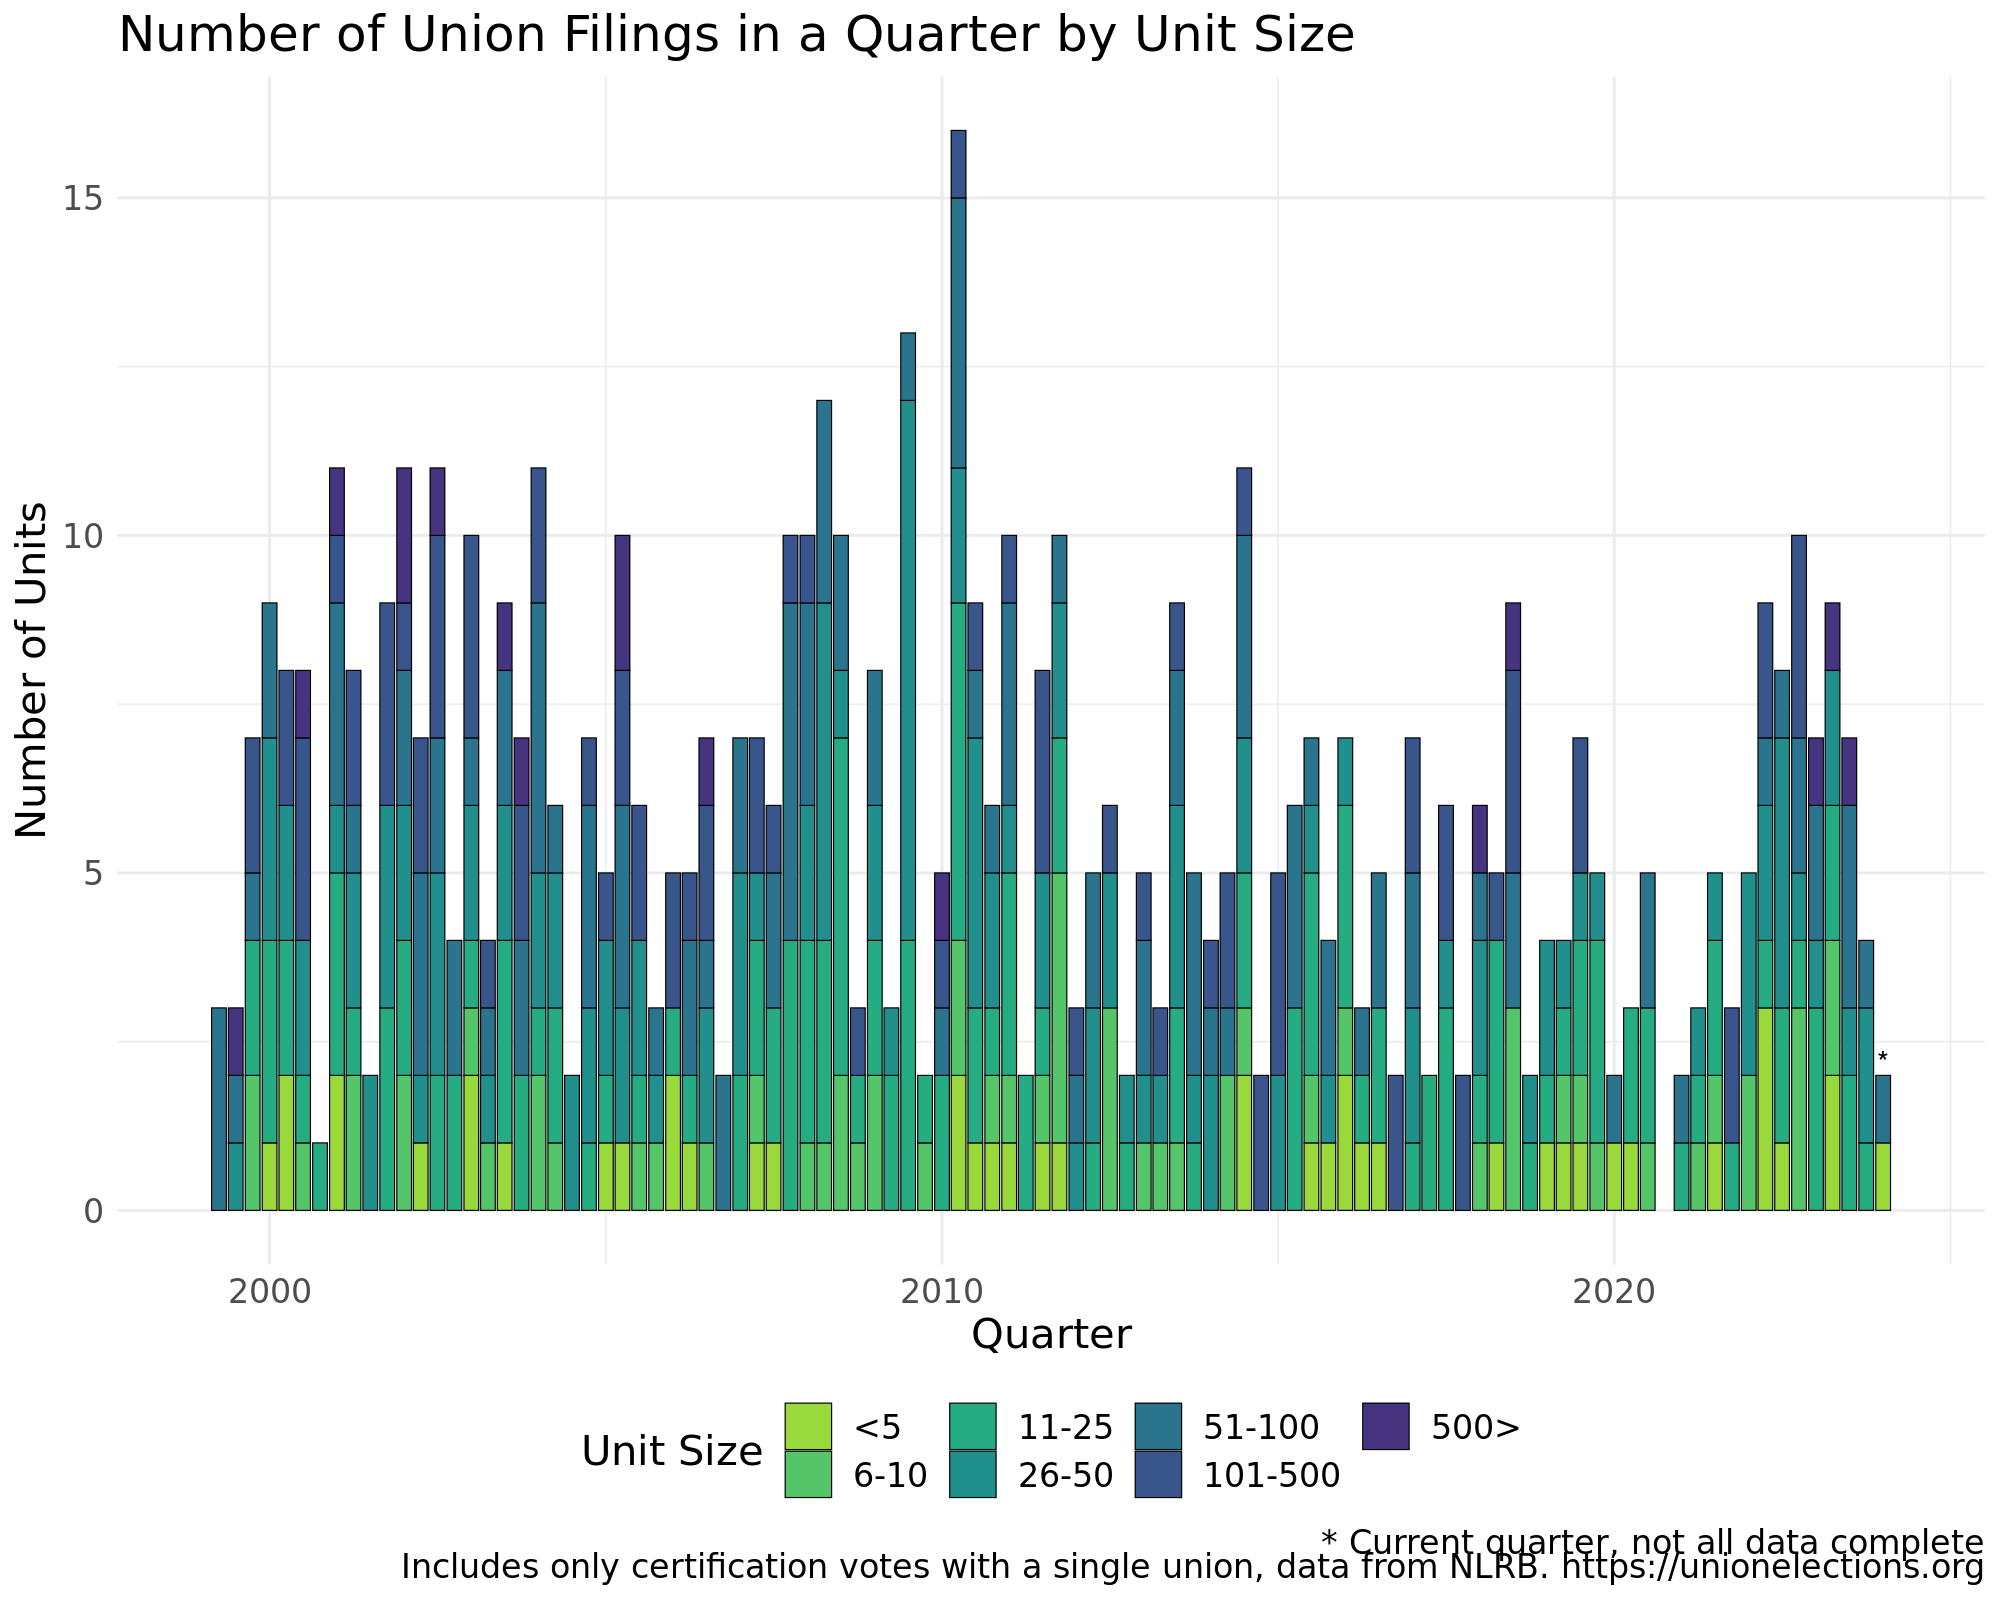 Number of Union Filings in a Quarter by Unit Size
Number of Units
15
10
5
0
*
2000 2010 2020
Quarter
Unit Size
<5 11-25 51-100 500>
6-10 26-50 101-500
* Current quarter, not all data complete
Includes only certification votes with a single union, data from NLRB. https://unionelections.org